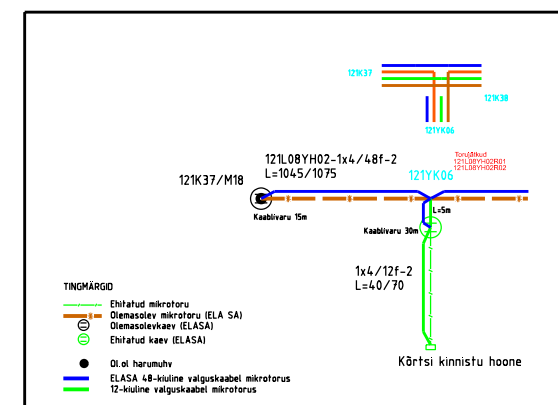 121K37
121K38
121YK06
Torujätkud
121L08YH02R01
121L08YH02R02
121L08YH02-1x4/48f-2
L=1045/1075
121YK06
121K37/M18
L=5m
Kaablivaru 15m
Kaablivaru 30m
1x4/12f-2
L=40/70
TINGMÄRGID
Ehitatud mikrotoru
Olemasolev mikrotoru (ELA SA)
Olemasolevkaev (ELASA)
Ehitatud kaev (ELASA)
Ol.ol harumuhv
ELASA 48-kiuline valguskaabel mikrotorus
12-kiuline valguskaabel mikrotorus
Kõrtsi kinnistu hoone